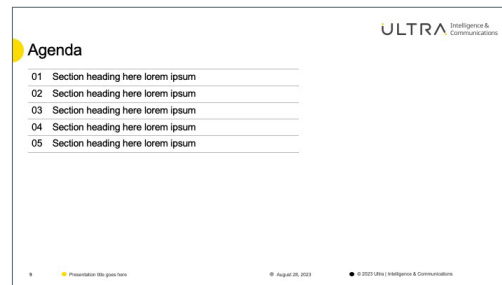 ULTRA Intelligence &
Communications
Agenda
01 Section heading here lorem ipsum
02 Section heading here lorem ipsum
03 Section heading here lorem ipsum
04 Section heading here lorem ipsum
05 Section heading here lorem ipsum
9 Presentation title goes here August 28, 2023 © 2023 Ultra | Intelligence & Communications